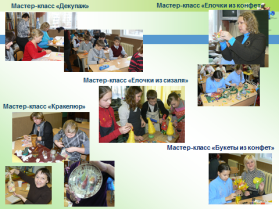 Мастер-класс «Декупаж»
Мастер-класс «Елочки из конфет»
Мастер-класс «Елочки из сизаля»
Мастер-класс «Кракелюр»
Мастер-класс «Букеты из конфет»